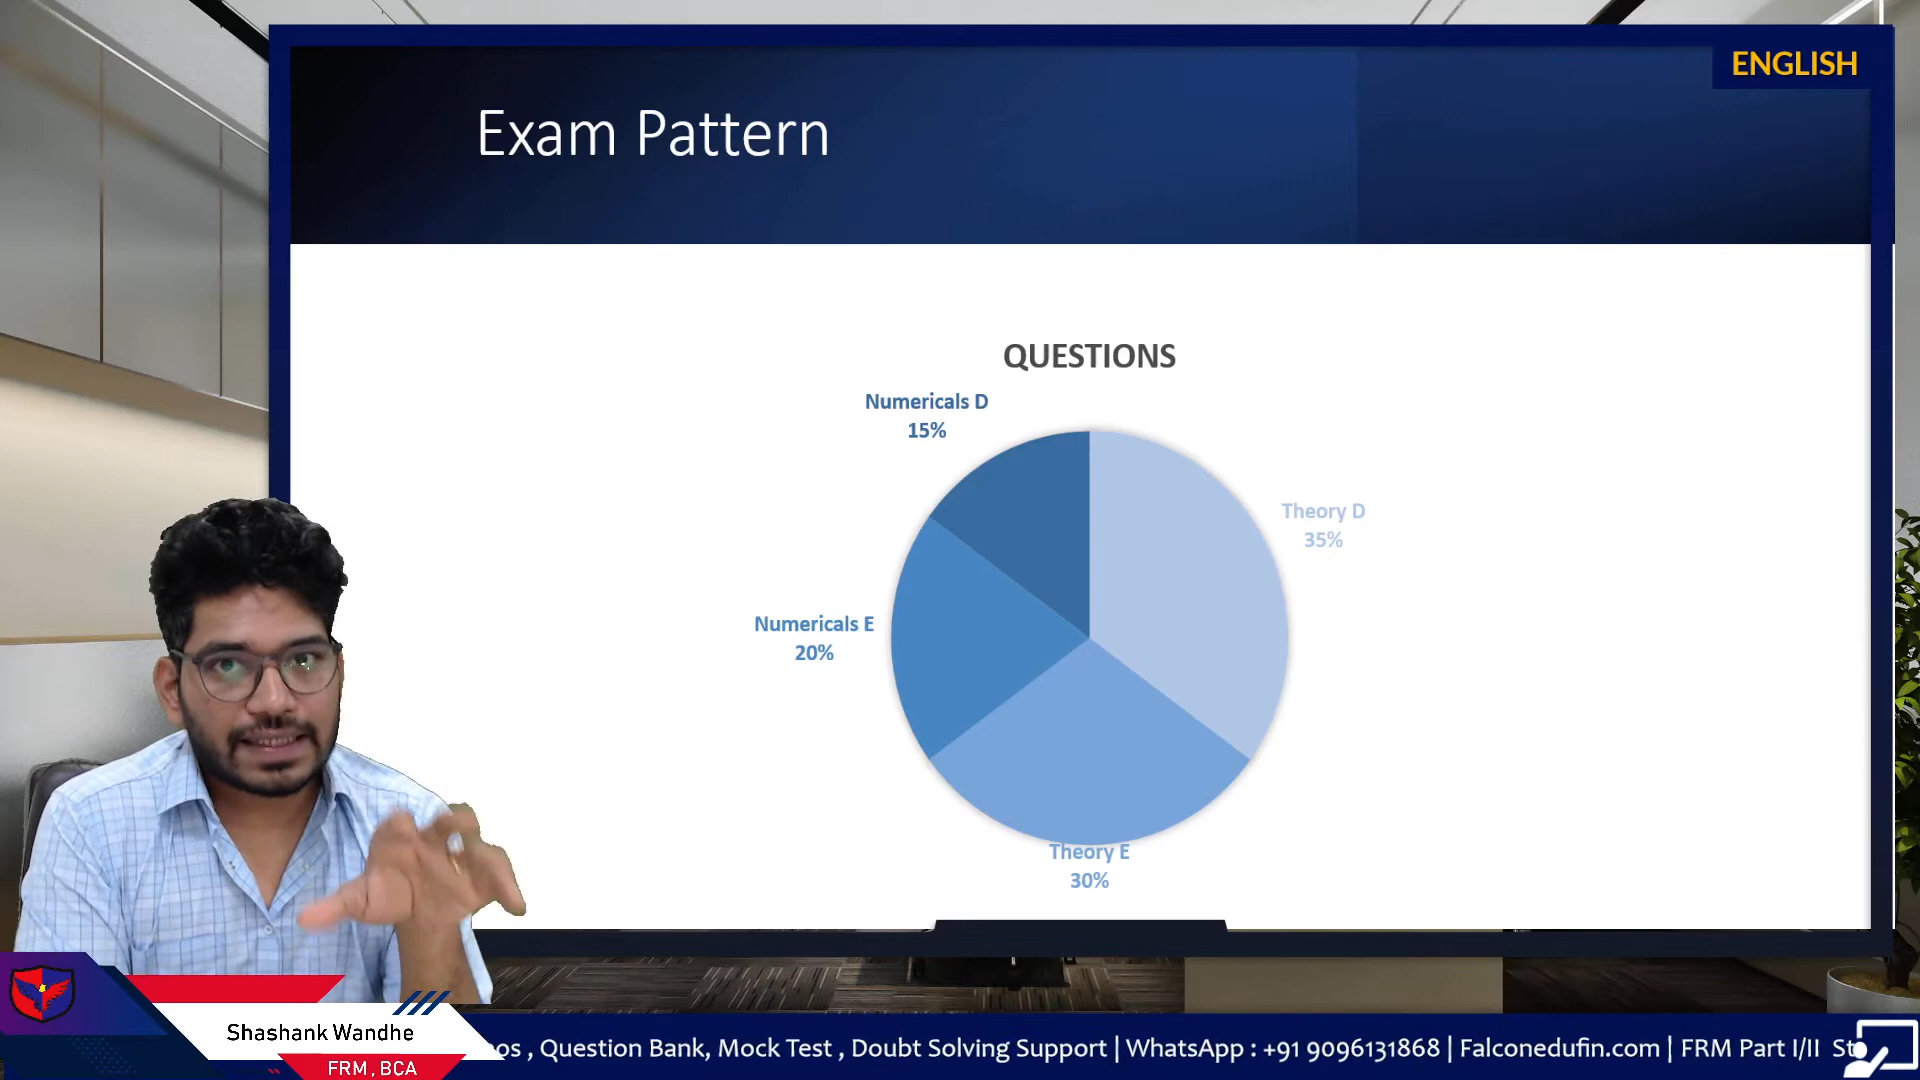 ENGLISH
Exam Pattern
QUESTIONS
Numericals D
15%
Theory D
35%
Numericals E
20%
Theory E
30%
Shashank Wandhe
FRM, BCA
, Question Bank, Mock Test , Doubt Solving Support | WhatsApp : +91 9096131868 | Falconedufin.com | FRM Part I/II